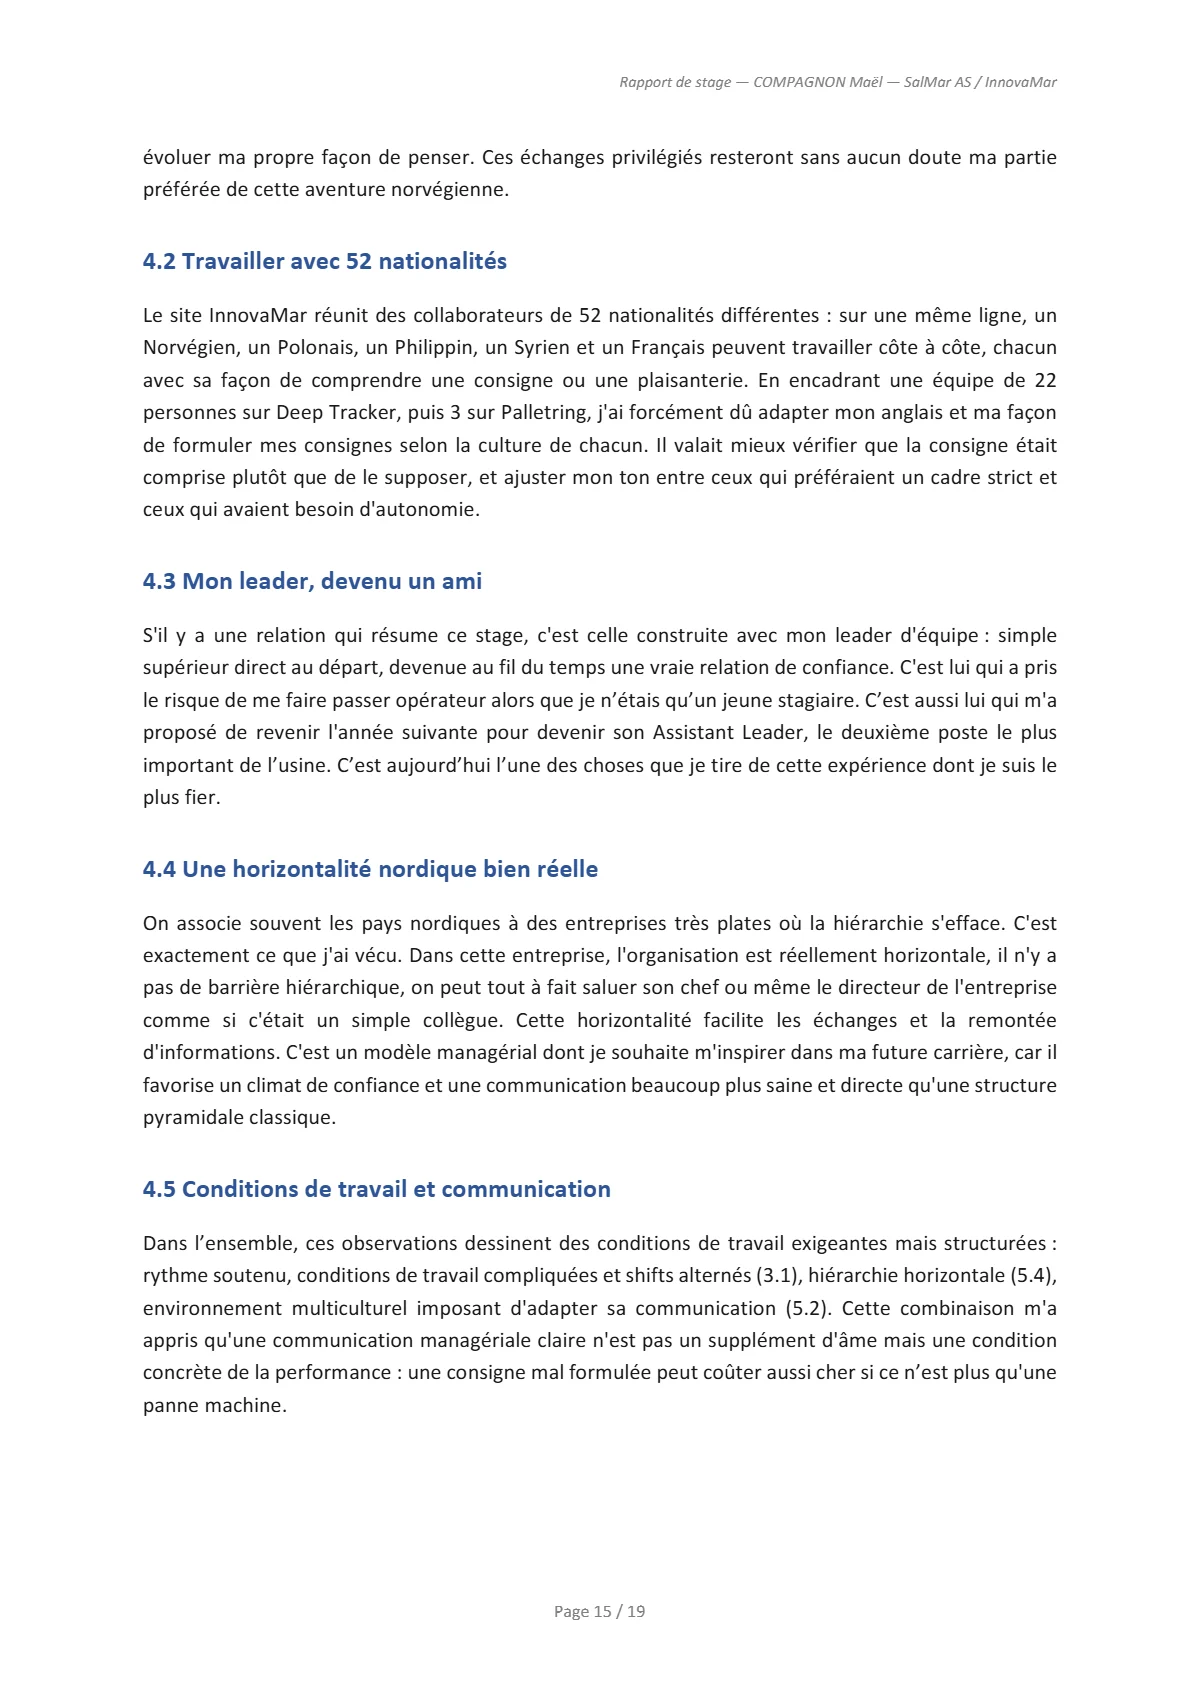 Rapport de stage — COMPAGNON Maël — SalMar AS / InnovaMar
évoluer ma propre façon de penser. Ces échanges privilégiés resteront sans aucun doute ma partie
préférée de cette aventure norvégienne.
4.2 Travailler avec 52 nationalités
Le site InnovaMar réunit des collaborateurs de 52 nationalités différentes : sur une même ligne, un
Norvégien, un Polonais, un Philippin, un Syrien et un Français peuvent travailler côte à côte, chacun
avec sa façon de comprendre une consigne ou une plaisanterie. En encadrant une équipe de 22
personnes sur Deep Tracker, puis 3 sur Palletring, j'ai forcément dû adapter mon anglais et ma façon
de formuler mes consignes selon la culture de chacun. Il valait mieux vérifier que la consigne était
comprise plutôt que de le supposer, et ajuster mon ton entre ceux qui préféraient un cadre strict et
ceux qui avaient besoin d'autonomie.
4.3 Mon leader, devenu un ami
S'il y a une relation qui résume ce stage, c'est celle construite avec mon leader d'équipe : simple
supérieur direct au départ, devenue au fil du temps une vraie relation de confiance. C'est lui qui a pris
le risque de me faire passer opérateur alors que je n’étais qu’un jeune stagiaire. C’est aussi lui qui m'a
proposé de revenir l'année suivante pour devenir son Assistant Leader, le deuxième poste le plus
important de l’usine. C’est aujourd’hui l’une des choses que je tire de cette expérience dont je suis le
plus fier.
4.4 Une horizontalité nordique bien réelle
On associe souvent les pays nordiques à des entreprises très plates où la hiérarchie s'efface. C'est
exactement ce que j'ai vécu. Dans cette entreprise, l'organisation est réellement horizontale, il n'y a
pas de barrière hiérarchique, on peut tout à fait saluer son chef ou même le directeur de l'entreprise
comme si c'était un simple collègue. Cette horizontalité facilite les échanges et la remontée
d'informations. C'est un modèle managérial dont je souhaite m'inspirer dans ma future carrière, car il
favorise un climat de confiance et une communication beaucoup plus saine et directe qu'une structure
pyramidale classique.
4.5 Conditions de travail et communication
Dans l’ensemble, ces observations dessinent des conditions de travail exigeantes mais structurées :
rythme soutenu, conditions de travail compliquées et shifts alternés (3.1), hiérarchie horizontale (5.4),
environnement multiculturel imposant d'adapter sa communication (5.2). Cette combinaison m'a
appris qu'une communication managériale claire n'est pas un supplément d'âme mais une condition
concrète de la performance : une consigne mal formulée peut coûter aussi cher si ce n’est plus qu'une
panne machine.
Page 15 / 19